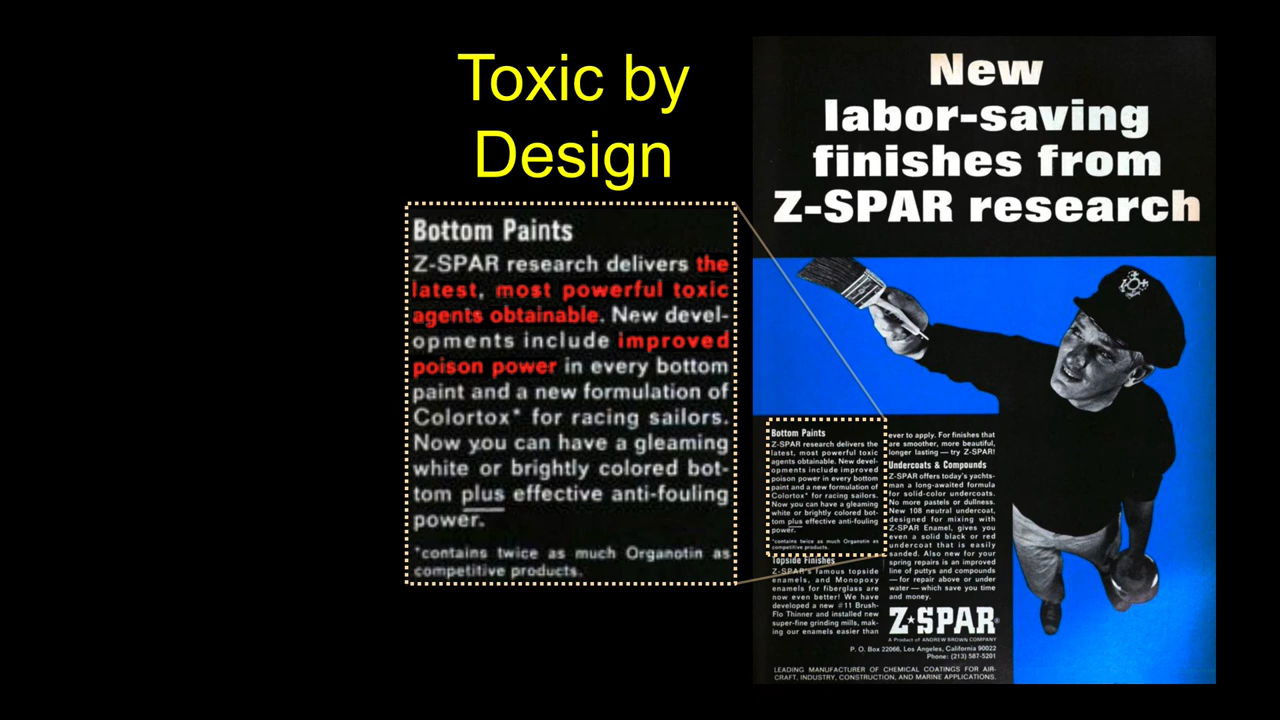 Toxic by
Design
Bottom Paints
Z-SPAR research delivers the
latest, most powerful toxic
agents obtainable. New devel-
opments include improved
poison power in every bottom
paint and a new formulation of
Colortox* for racing sailors.
Now you can have a gleaming
white or brightly colored bot-
tom plus effective anti-fouling
power.
*contains twice as much Organotin as
competitive products.
New
labor-saving
finishes from
Z-SPAR research
Bottom Paints
Z-SPAR research delivers the
latest, most powerful toxic
agents obtainable. New devel-
opments include improved
poison power in every bottom
paint and a new formulation of
Colortox* for racing sailors.
Now you can have a gleaming
white or brightly colored bot-
tom plus effective anti-fouling
power.
*contains twice as much Organotin as
competitive products.
Topside Finishes
Z-SPAR's famous topside
enamels, and Monopoxy
enamels for fiberglass are
now even better! We have
developed a new #11 Brush-
Flo Thinner and installed new
super-fine grinding mills, mak-
ing our enamels easier than
ever to apply. For finishes that
are smoother, more beautiful,
longer lasting — try Z-SPAR!
Undercoats & Compounds
Z-SPAR offers today's yachts-
man a long-awaited formula
for solid-color undercoats.
No more pastels or dullness.
New 108 neutral undercoat,
designed for mixing with
Z-SPAR Enamel, gives you
even a solid black or red
undercoat that is easily
sanded. Also new for your
spring repairs is an improved
line of puttys and compounds
— for repair above or under
water — which save you time
and money.
Z*SPAR®
A Product of ANDREW BROWN COMPANY
P. O. Box 22066, Los Angeles, California 90022
Phone: (213) 587-5201
LEADING MANUFACTURER OF CHEMICAL COATINGS FOR AIR-
CRAFT, INDUSTRY, CONSTRUCTION, AND MARINE APPLICATIONS.